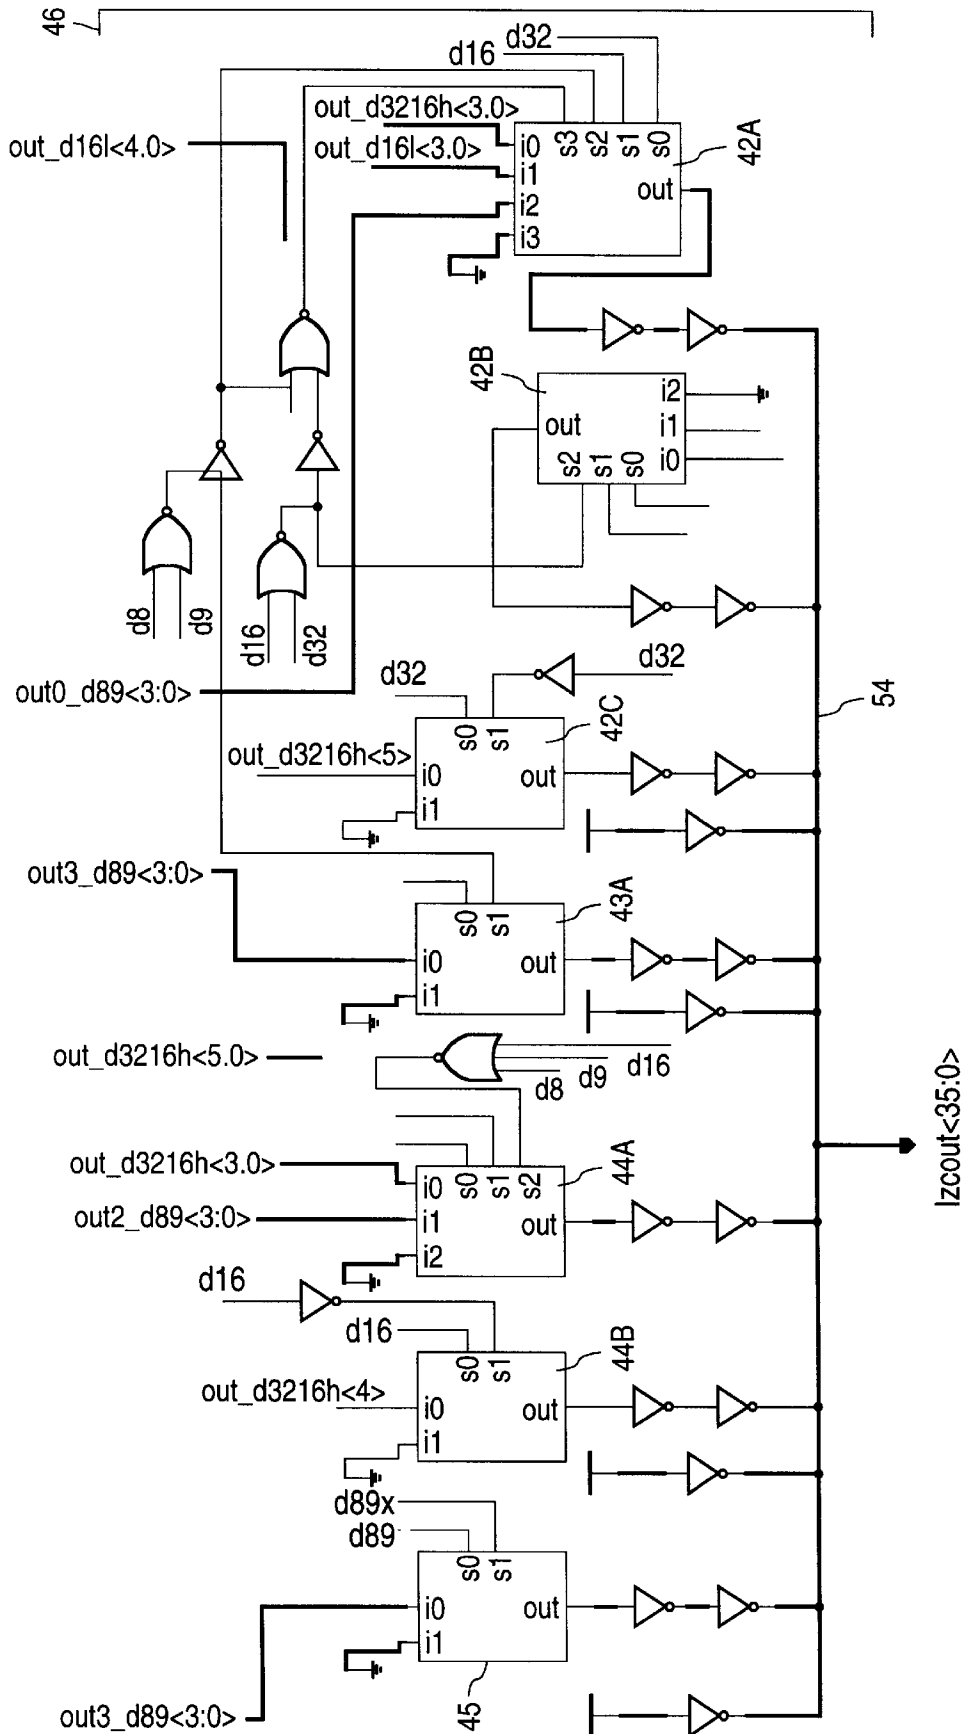 46
d32
d16
out_d3216h<3.0>
out_d16l<4.0>
out_d16l<3.0>
i0
i1
i2
i3
s3
s2
s1
s0
out
42A
42B
out
i2
i1
i0
s2
s1
s0
d8
d9
d16
d32
out0_d89<3:0>
d32
d32
s0
s1
42C
54
out_d3216h<5>
i0
i1
out
out3_d89<3:0>
s0
s1
43A
i0
i1
out
out_d3216h<5.0>
d16
d9
d8
lzcout<35:0>
out_d3216h<3.0>
s0
s1
s2
44A
i0
out2_d89<3:0>
i1
out
i2
d16
d16
s0
s1
44B
out_d3216h<4>
i0
out
i1
d89x
d89
s0
s1
i0
out
i1
45
out3_d89<3:0>